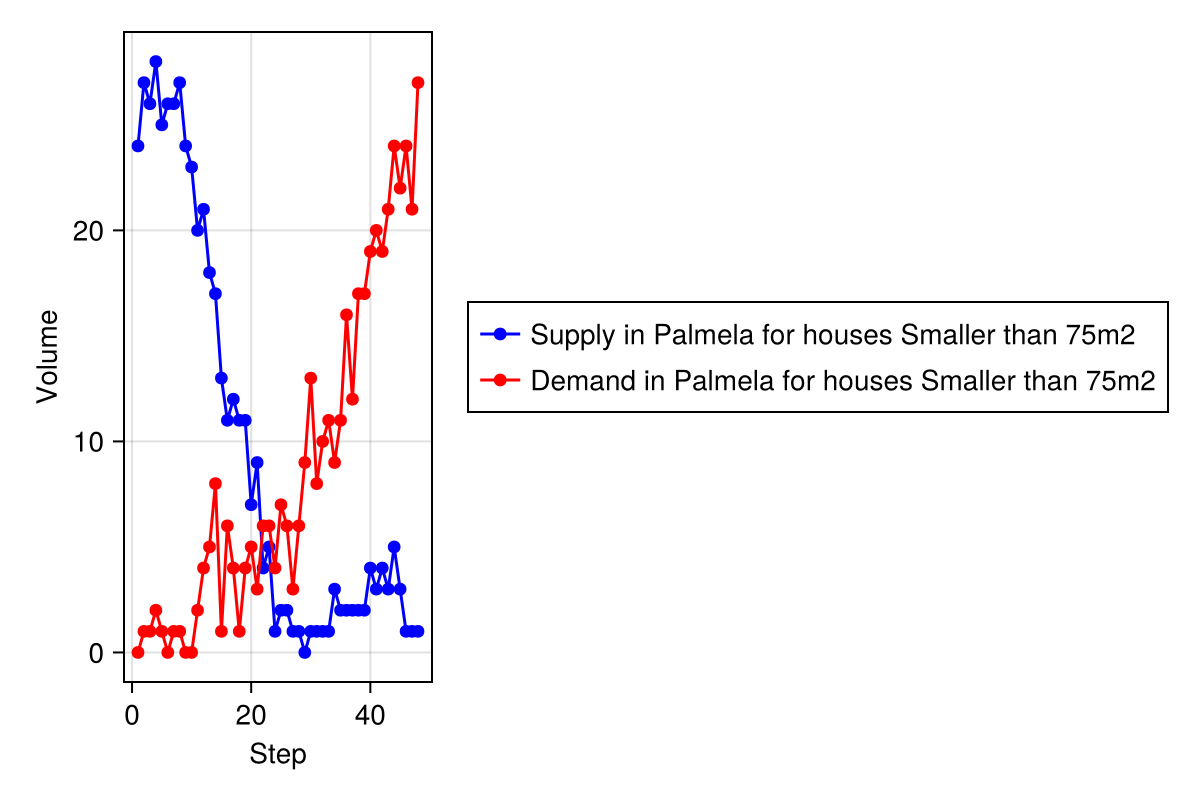 Volume
20
10
0
0 20 40
Step
Supply in Palmela for houses Smaller than 75m2
Demand in Palmela for houses Smaller than 75m2